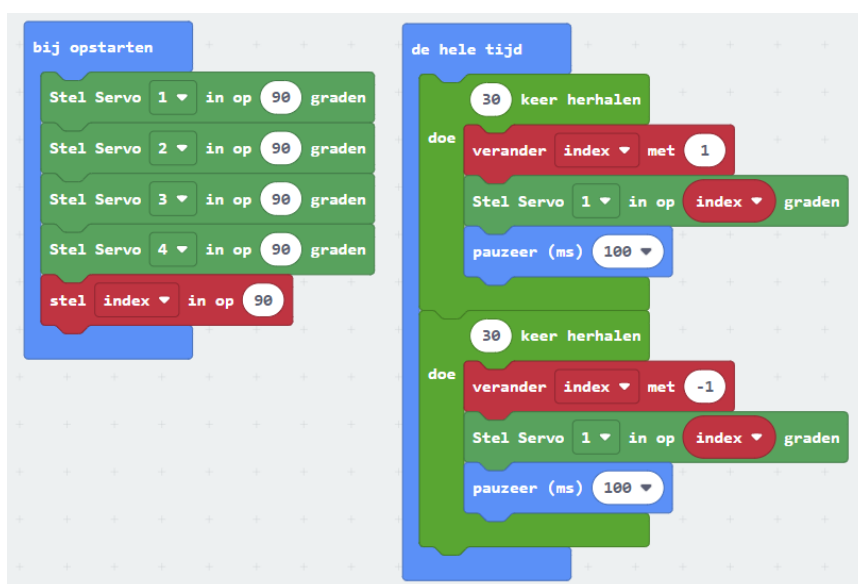 bij opstarten
Stel Servo 1 in op 90 graden
Stel Servo 2 in op 90 graden
Stel Servo 3 in op 90 graden
Stel Servo 4 in op 90 graden
stel index in op 90
de hele tijd
30 keer herhalen
doe
verander index met 1
Stel Servo 1 in op index graden
pauzeer (ms) 100
30 keer herhalen
doe
verander index met -1
Stel Servo 1 in op index graden
pauzeer (ms) 100